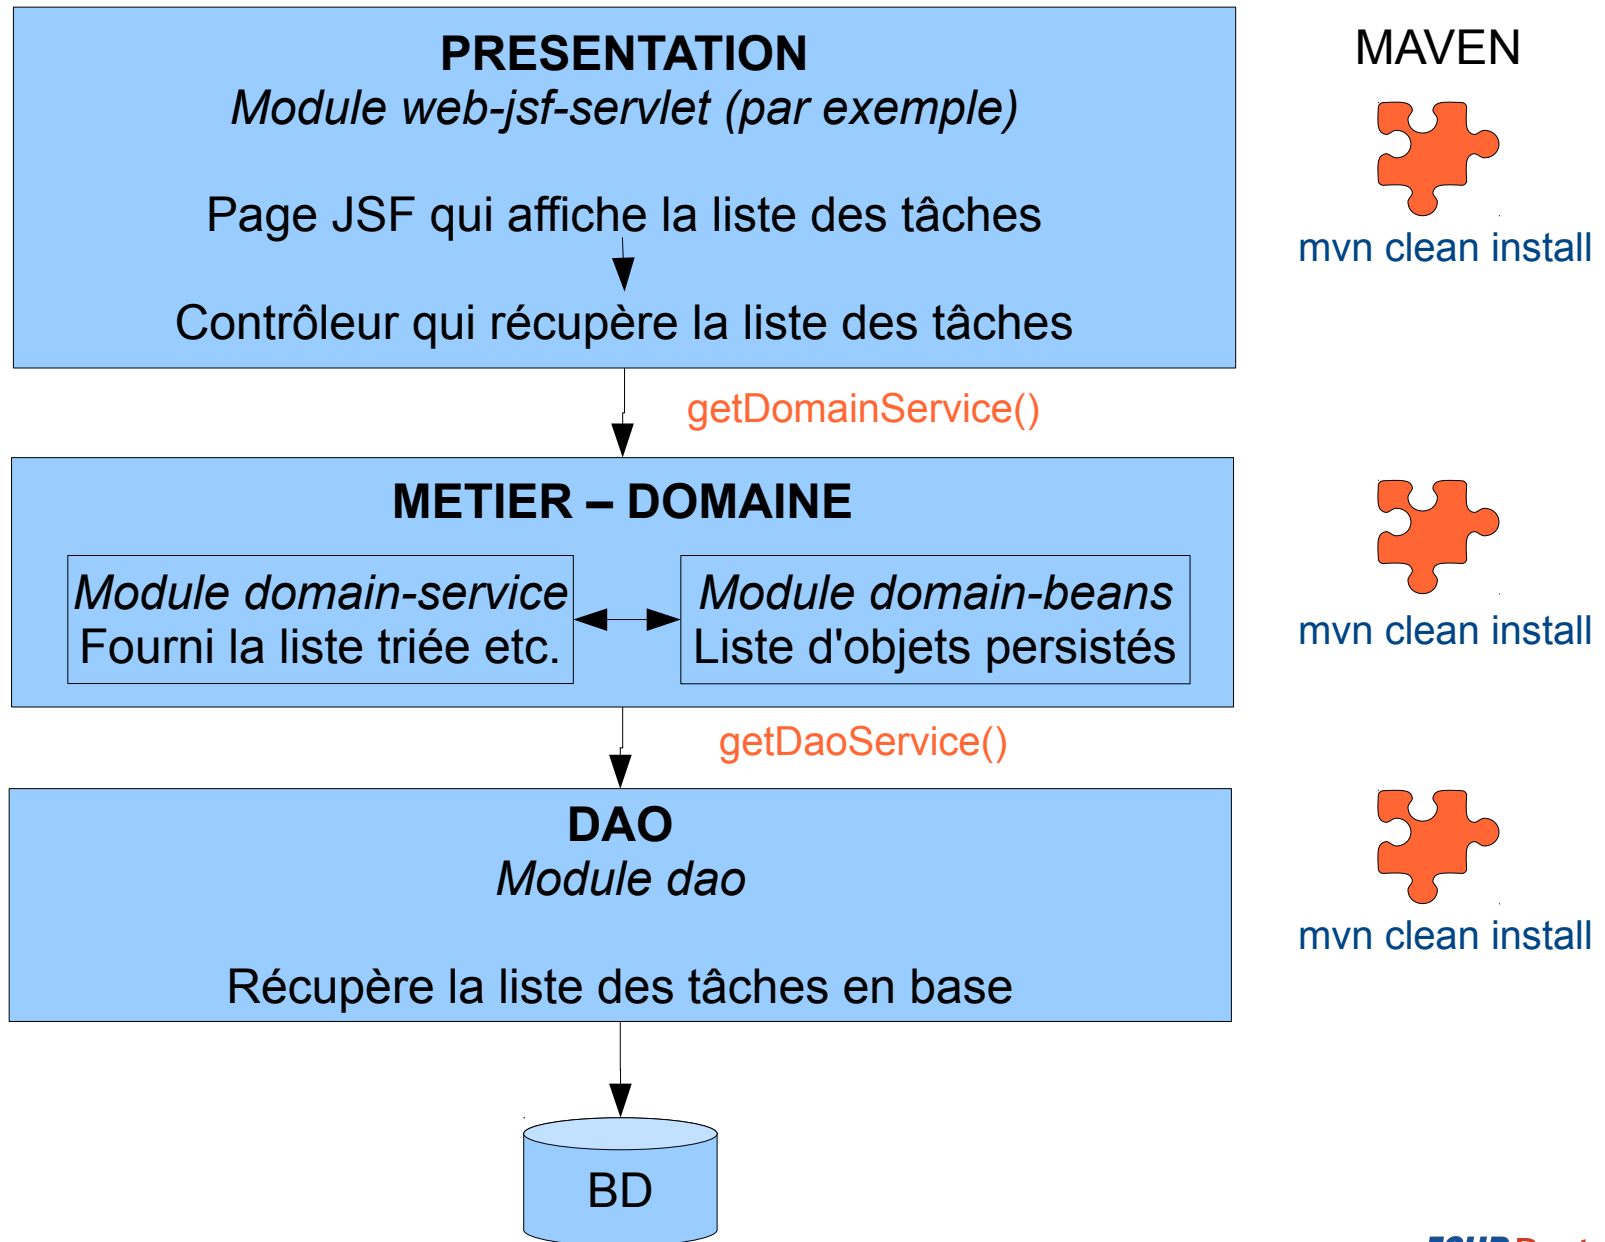 PRESENTATION
Module web-jsf-servlet (par exemple)
Page JSF qui affiche la liste des tâches
Contrôleur qui récupère la liste des tâches
MAVEN
mvn clean install
getDomainService()
METIER – DOMAINE
Module domain-service
Fourni la liste triée etc.
Module domain-beans
Liste d'objets persistés
mvn clean install
getDaoService()
DAO
Module dao
Récupère la liste des tâches en base
mvn clean install
BD